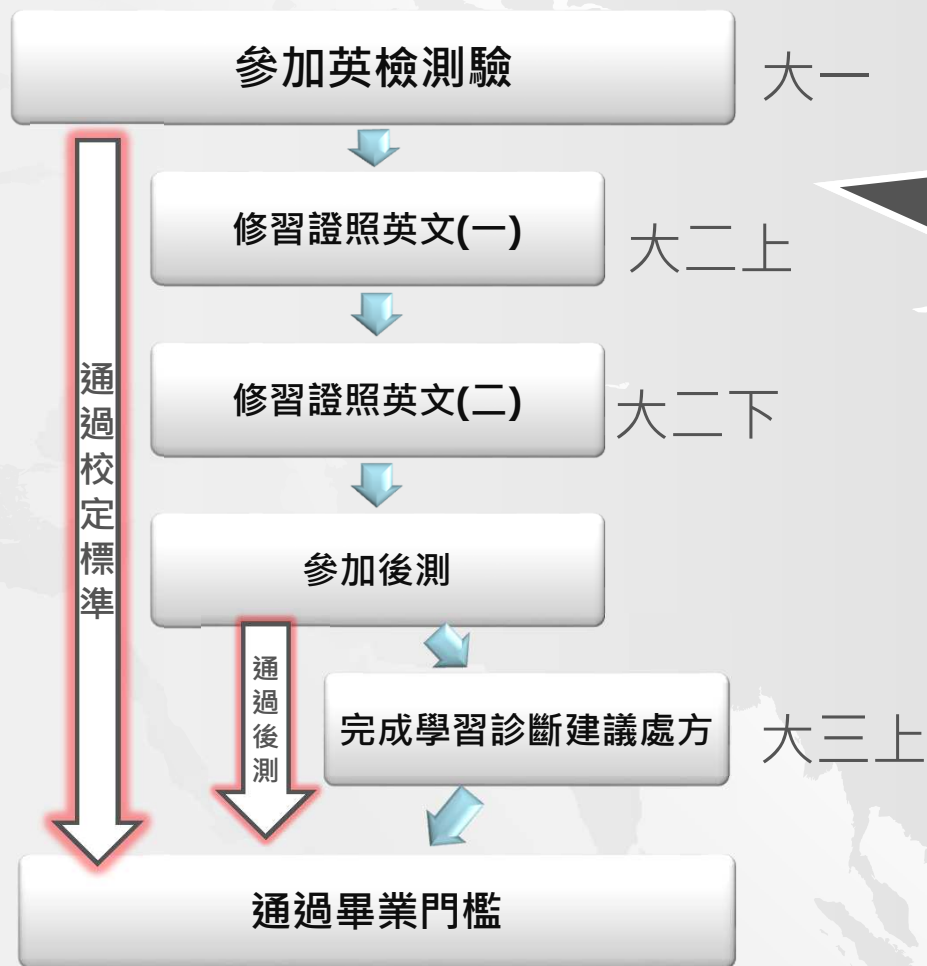 參加英檢測驗
大一
修習證照英文(一)
大二上
修習證照英文(二)
大二下
通過校定標準
參加後測
通過後測
完成學習診斷建議處方
大三上
通過畢業門檻